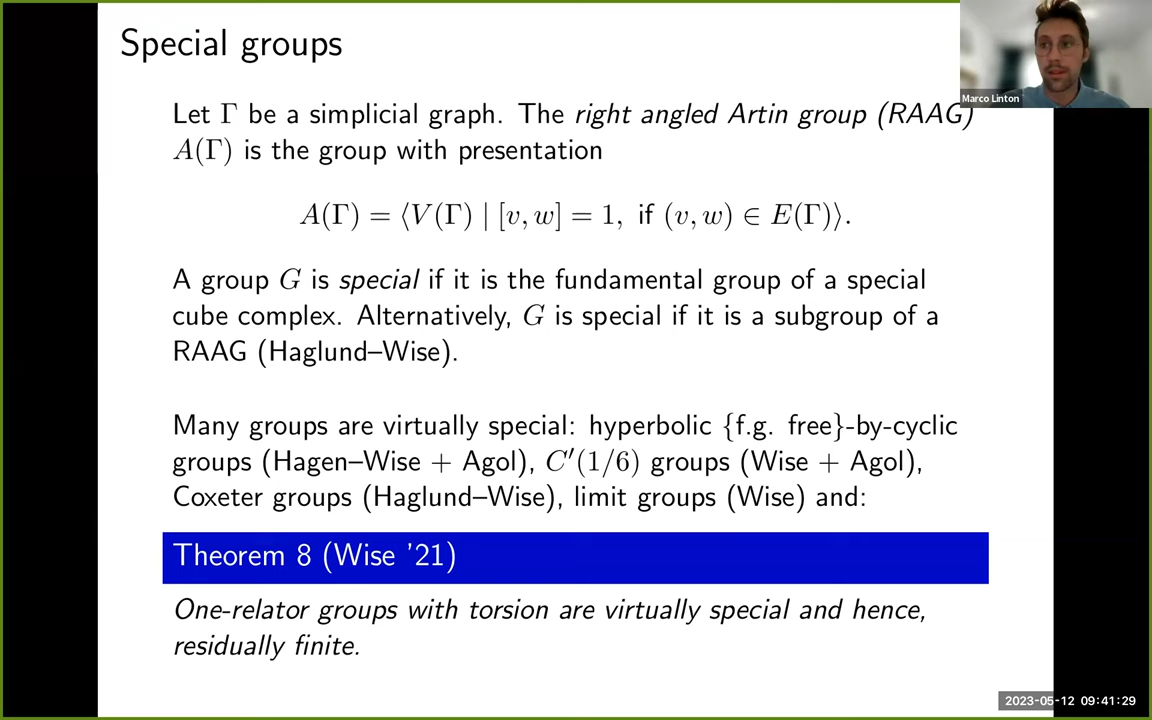 Special groups
Marco Linton
Let Γ be a simplicial graph. The right angled Artin group (RAAG)
A(Γ) is the group with presentation
A(Γ) = ⟨V(Γ) | [v, w] = 1, if (v, w) ∈ E(Γ)⟩.
A group G is special if it is the fundamental group of a special
cube complex. Alternatively, G is special if it is a subgroup of a
RAAG (Haglund–Wise).
Many groups are virtually special: hyperbolic {f.g. free}-by-cyclic
groups (Hagen–Wise + Agol), C′(1/6) groups (Wise + Agol),
Coxeter groups (Haglund–Wise), limit groups (Wise) and:
Theorem 8 (Wise ’21)
One-relator groups with torsion are virtually special and hence,
residually finite.
2023-05-12 09:41:29